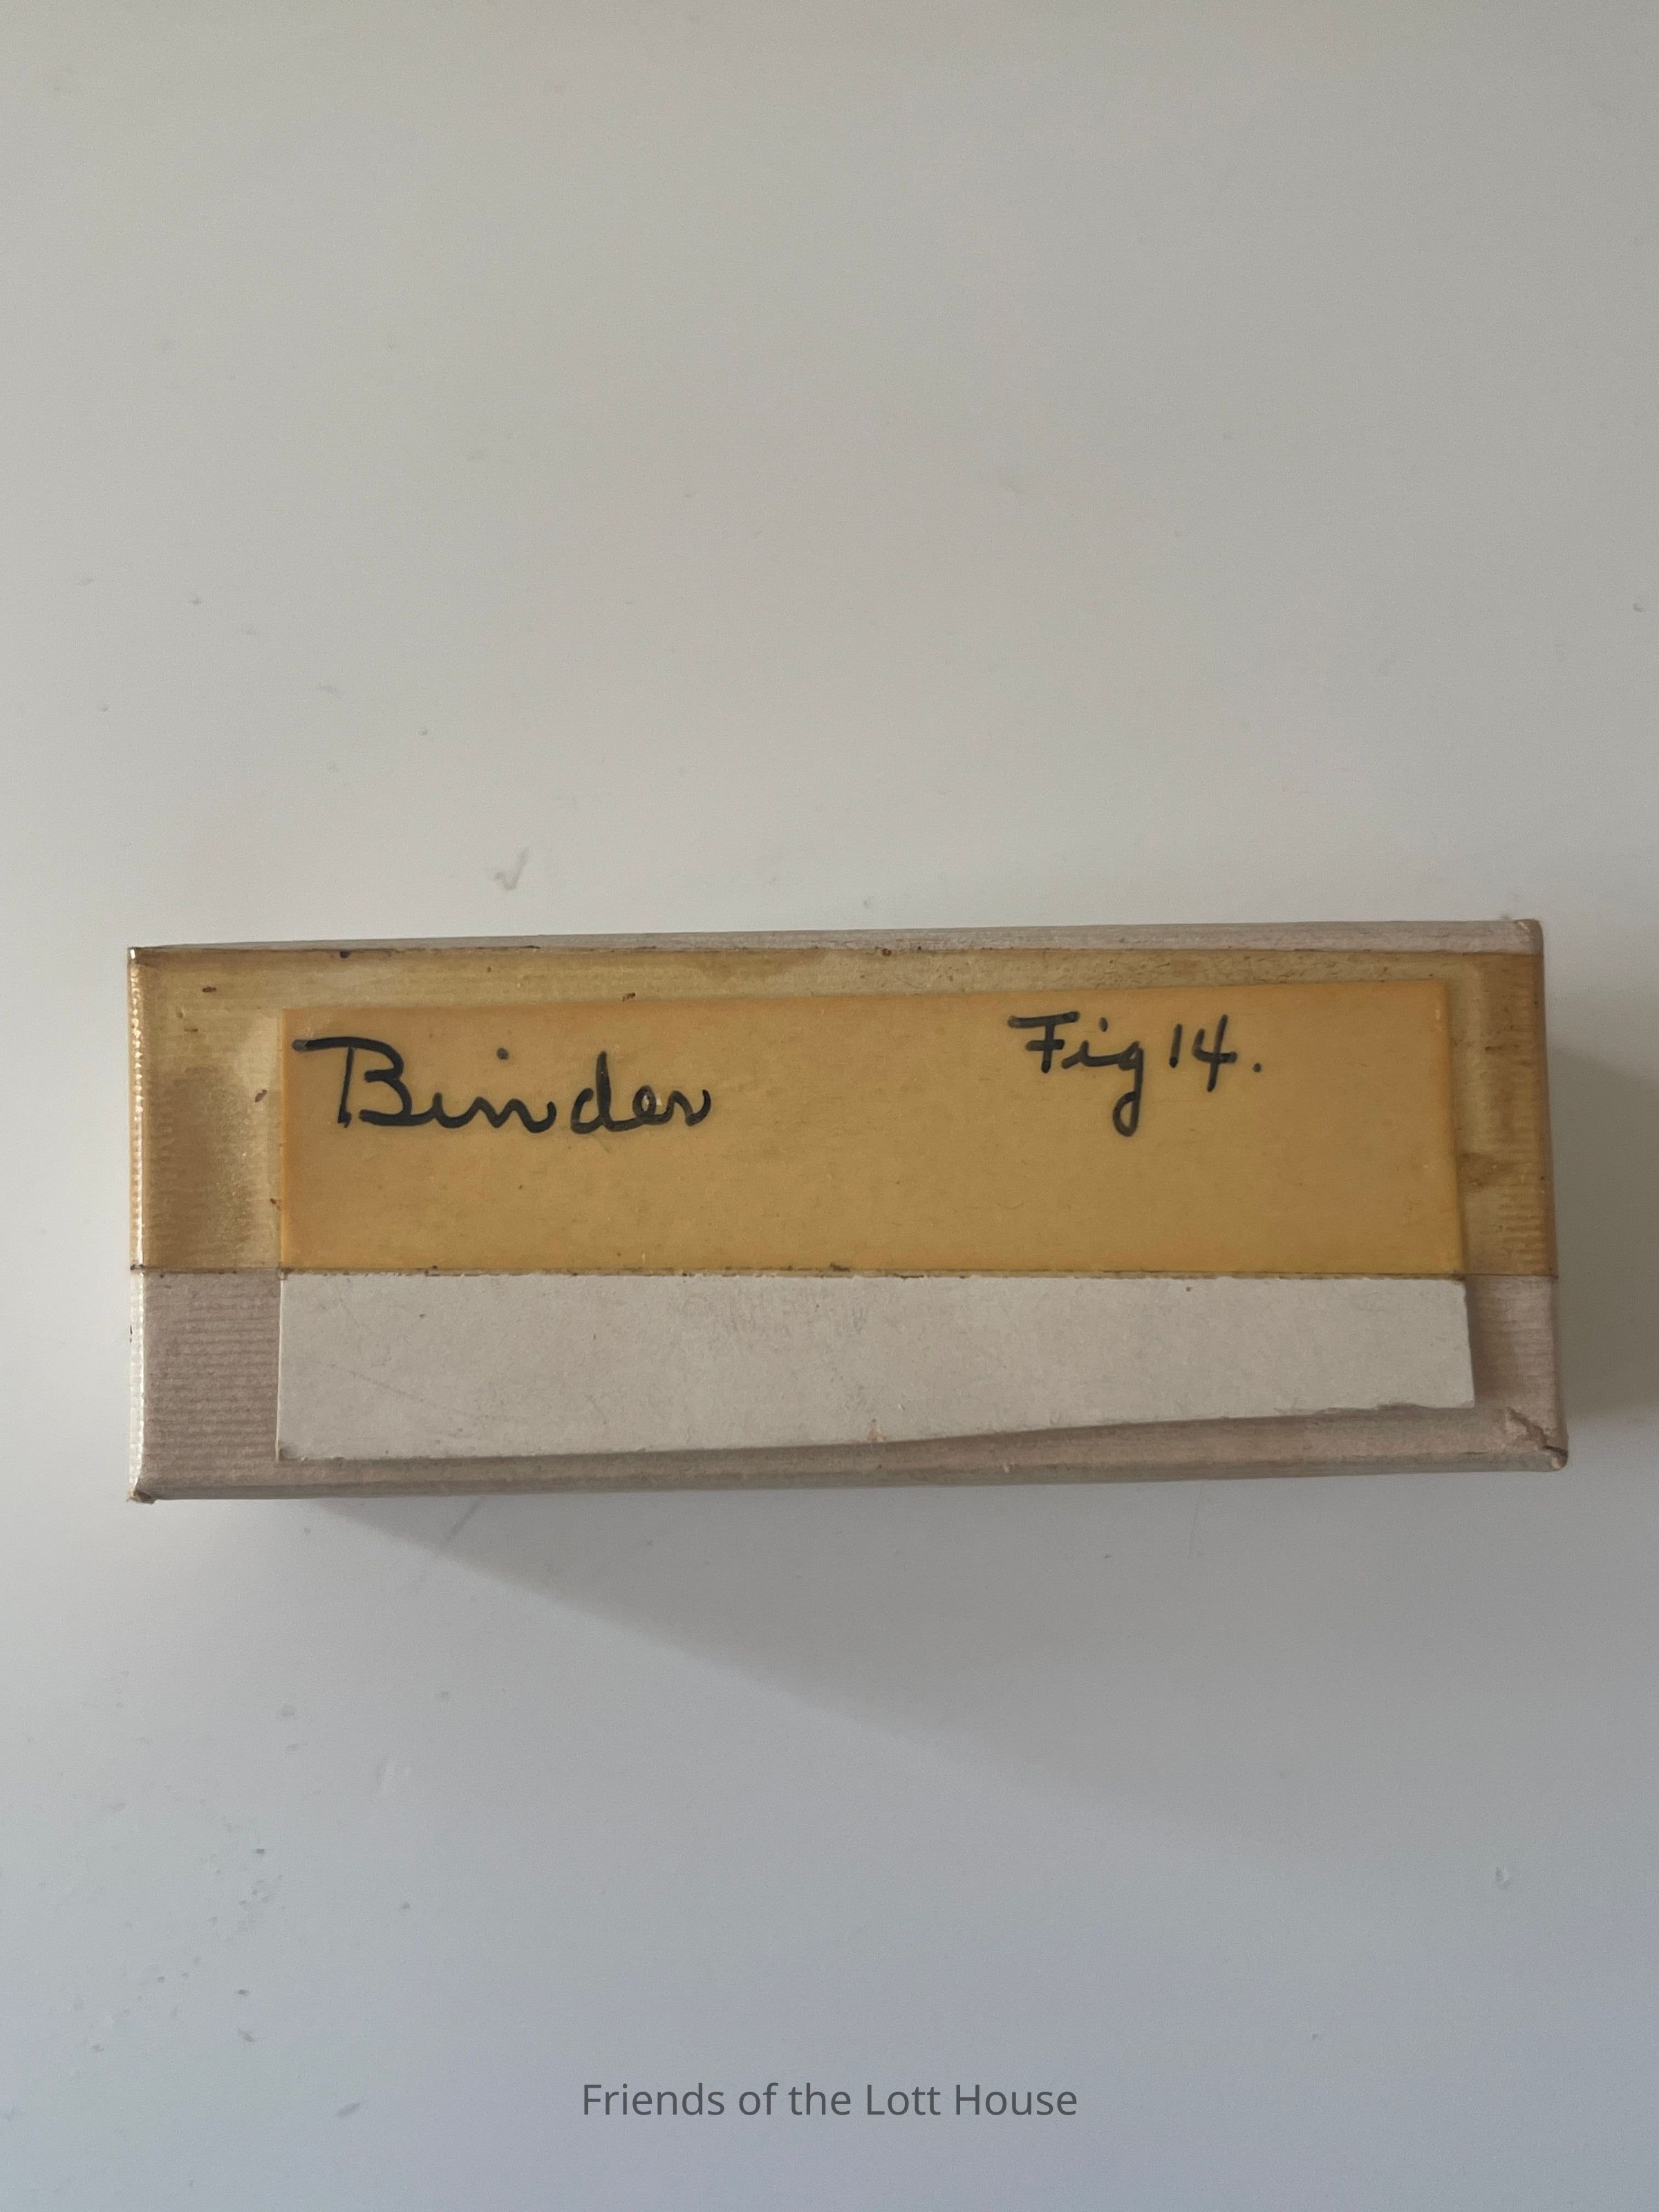 Binder Fig 14.
Friends of the Lott House